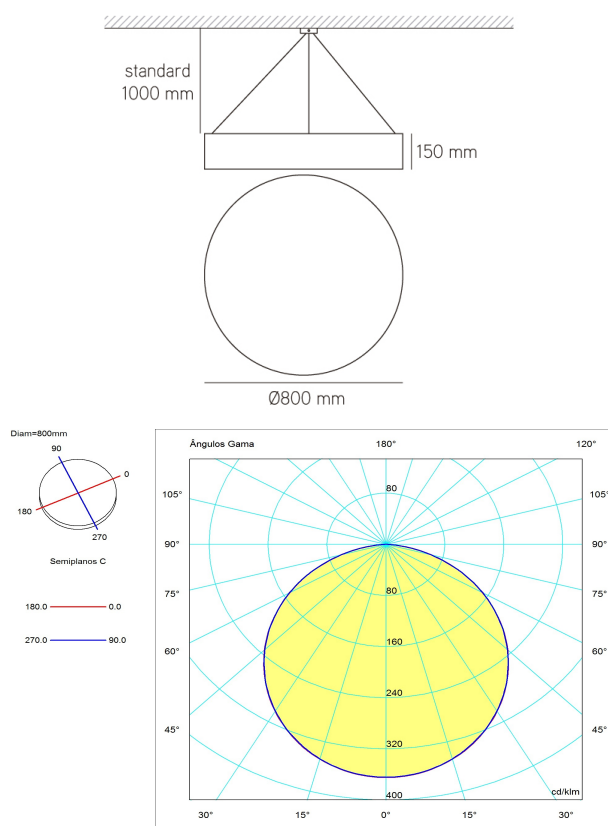 standard
1000 mm
150 mm
Ø800 mm
Diam=800mm
90
0
180
270
Semiplanos C
180.0 0.0
270.0 90.0
Ângulos Gama 180° 120°
80
105° 105°
90° 90°
75° 80 75°
60° 160 60°
240
45° 320 45°
cd/klm
400
30° 15° 0° 15° 30°